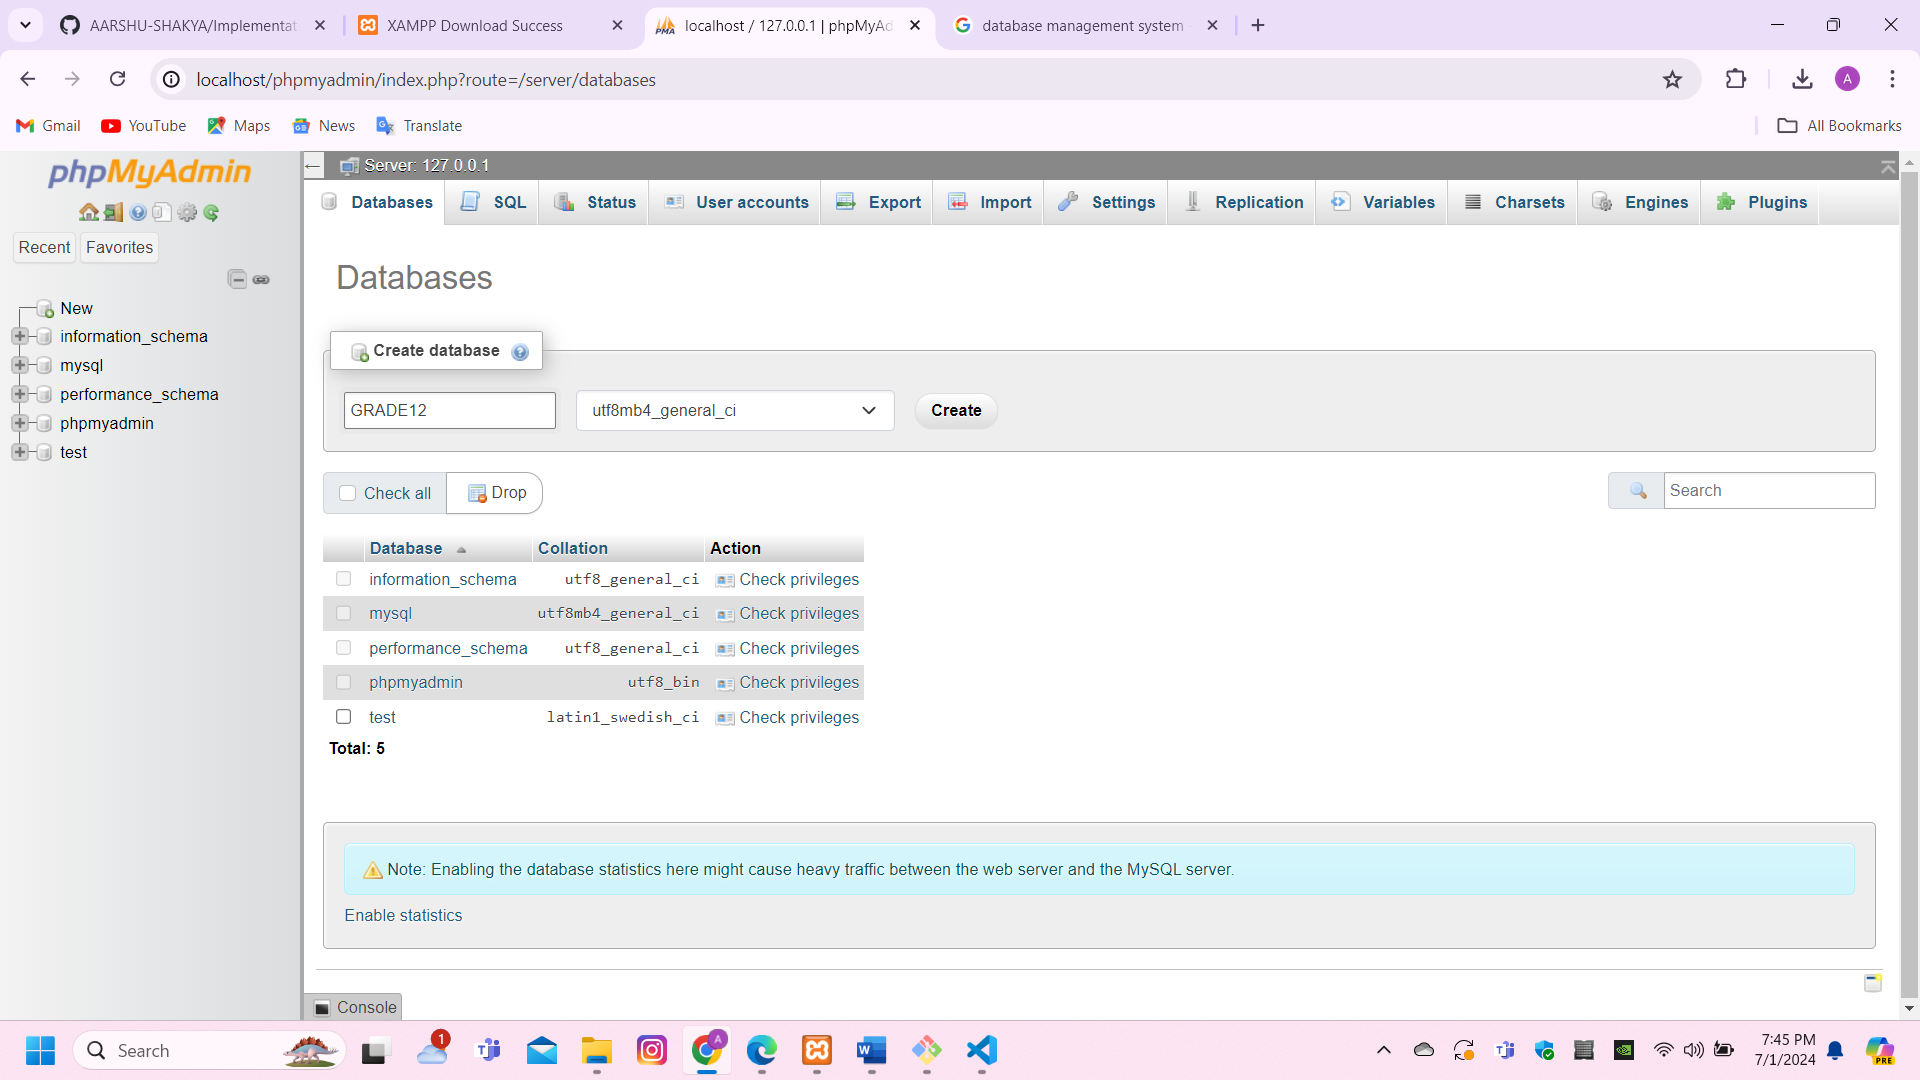 AARSHU-SHAKYA/Implementat
XAMPP Download Success
localhost / 127.0.0.1 | phpMyAd
database management system
localhost/phpmyadmin/index.php?route=/server/databases
A
Gmail
YouTube
Maps
News
Translate
All Bookmarks
phpMyAdmin
Recent
Favorites
New
information_schema
mysql
performance_schema
phpmyadmin
test
Server: 127.0.0.1
Databases
SQL
Status
User accounts
Export
Import
Settings
Replication
Variables
Charsets
Engines
Plugins
Databases
Create database
GRADE12
utf8mb4_general_ci
Create
Check all
Drop
Search
Database
Collation
Action
information_schema utf8_general_ci Check privileges
mysql utf8mb4_general_ci Check privileges
performance_schema utf8_general_ci Check privileges
phpmyadmin utf8_bin Check privileges
test latin1_swedish_ci Check privileges
Total: 5
Note: Enabling the database statistics here might cause heavy traffic between the web server and the MySQL server.
Enable statistics
Console
Search
1
A
7:45 PM
7/1/2024
PRE